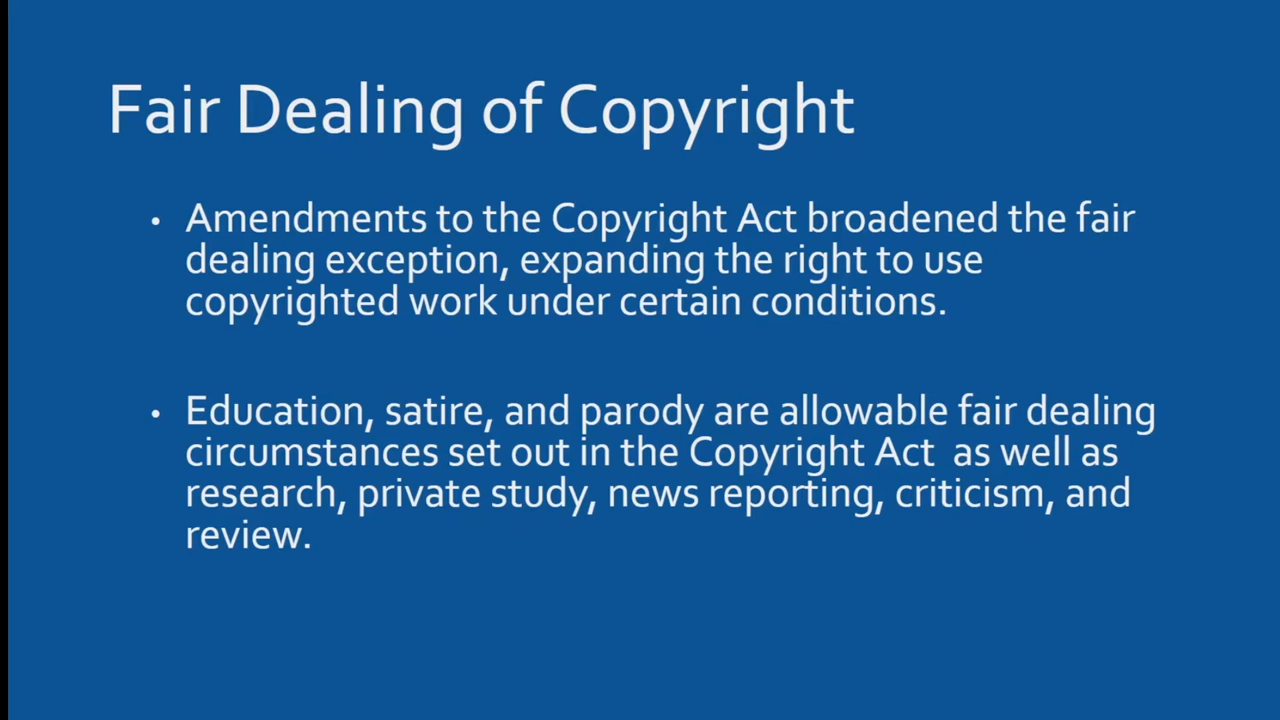 Fair Dealing of Copyright
• Amendments to the Copyright Act broadened the fair
dealing exception, expanding the right to use
copyrighted work under certain conditions.
• Education, satire, and parody are allowable fair dealing
circumstances set out in the Copyright Act  as well as
research, private study, news reporting, criticism, and
review.